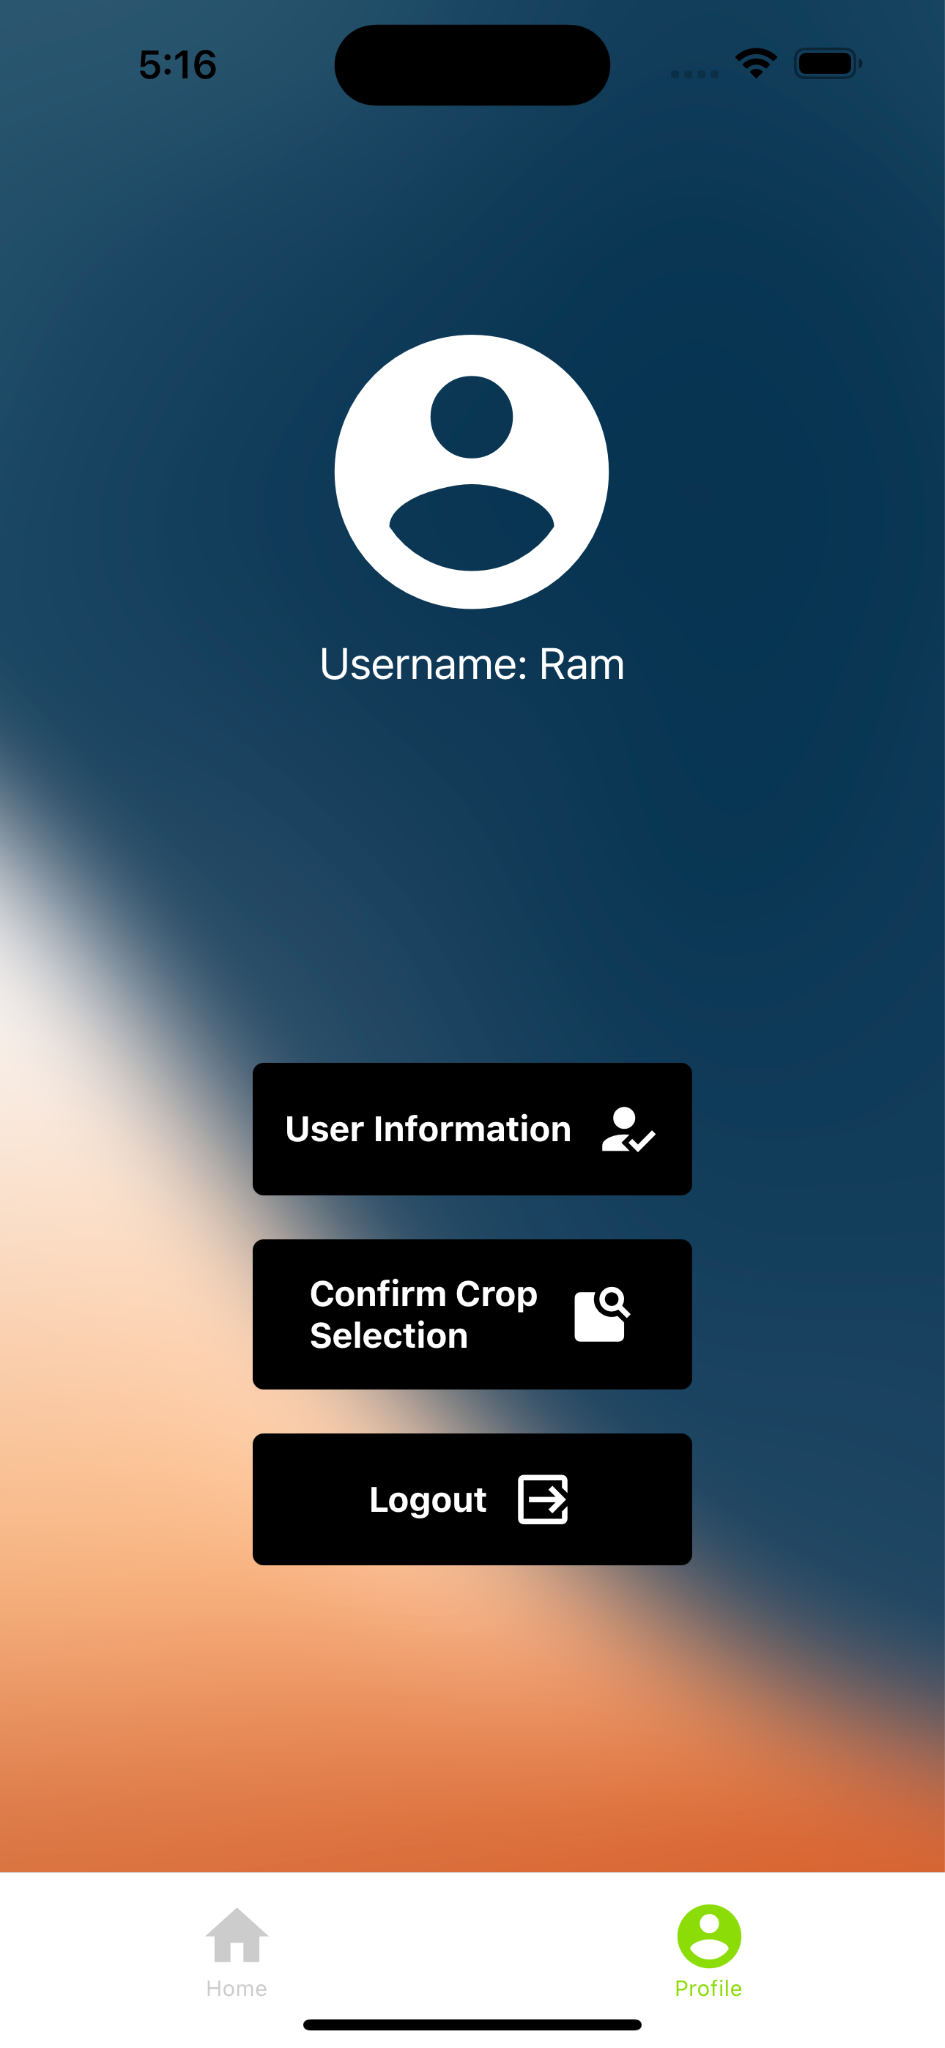 5:16
Username: Ram
User Information
Confirm Crop
Selection
Logout
Home
Profile